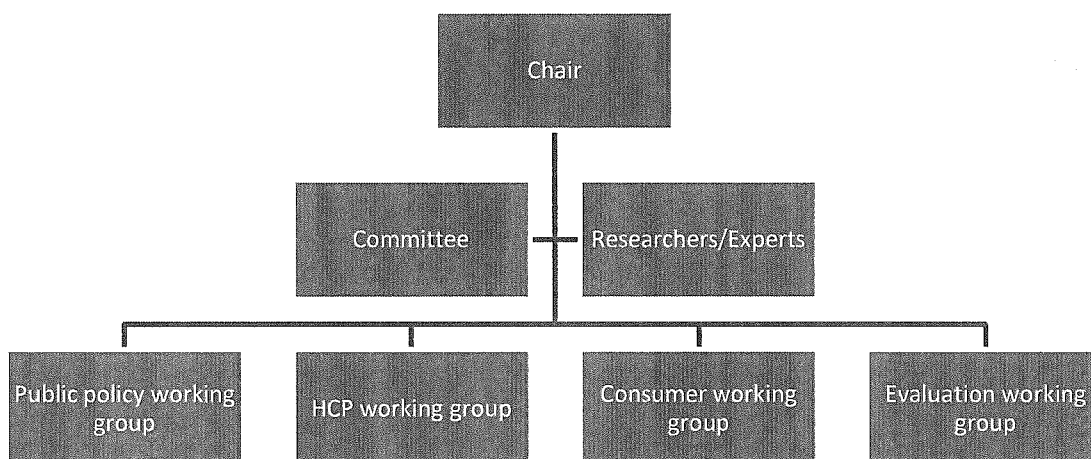 Chair
Committee
Researchers/Experts
Public policy working
group
HCP working group
Consumer working
group
Evaluation working
group